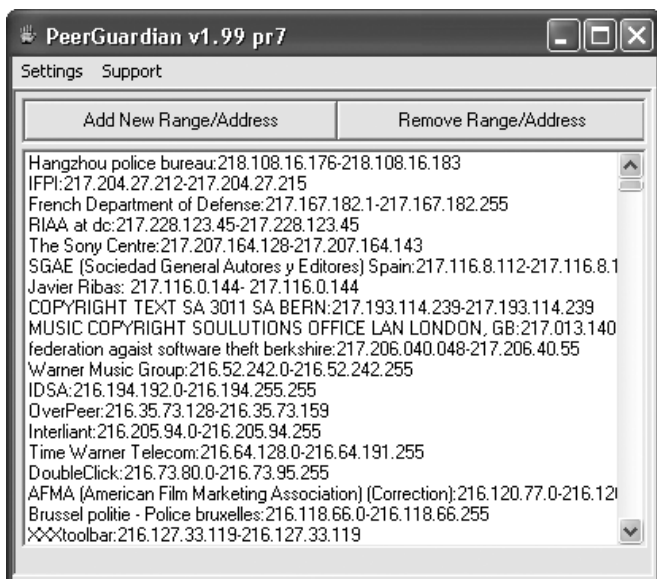 PeerGuardian v1.99 pr7
Settings Support
Add New Range/Address Remove Range/Address
Hangzhou police bureau:218.108.16.176-218.108.16.183
IFPI:217.204.27.212-217.204.27.215
French Department of Defense:217.167.182.1-217.167.182.255
RIAA at dc:217.228.123.45-217.228.123.45
The Sony Centre:217.207.164.128-217.207.164.143
SGAE (Sociedad General Autores y Editores) Spain:217.116.8.112-217.116.8.1
Javier Ribas: 217.116.0.144- 217.116.0.144
COPYRIGHT TEXT SA 3011 SA BERN:217.193.114.239-217.193.114.239
MUSIC COPYRIGHT SOULUTIONS OFFICE LAN LONDON, GB:217.013.140
federation agaist software theft berkshire:217.206.040.048-217.206.40.55
Warner Music Group:216.52.242.0-216.52.242.255
IDSA:216.194.192.0-216.194.255.255
OverPeer:216.35.73.128-216.35.73.159
Interliant:216.205.94.0-216.205.94.255
Time Warner Telecom:216.64.128.0-216.64.191.255
DoubleClick:216.73.80.0-216.73.95.255
AFMA (American Film Marketing Association) (Correction):216.120.77.0-216.12
Brussel politie - Police bruxelles:216.118.66.0-216.118.66.255
XXXtoolbar:216.127.33.119-216.127.33.119